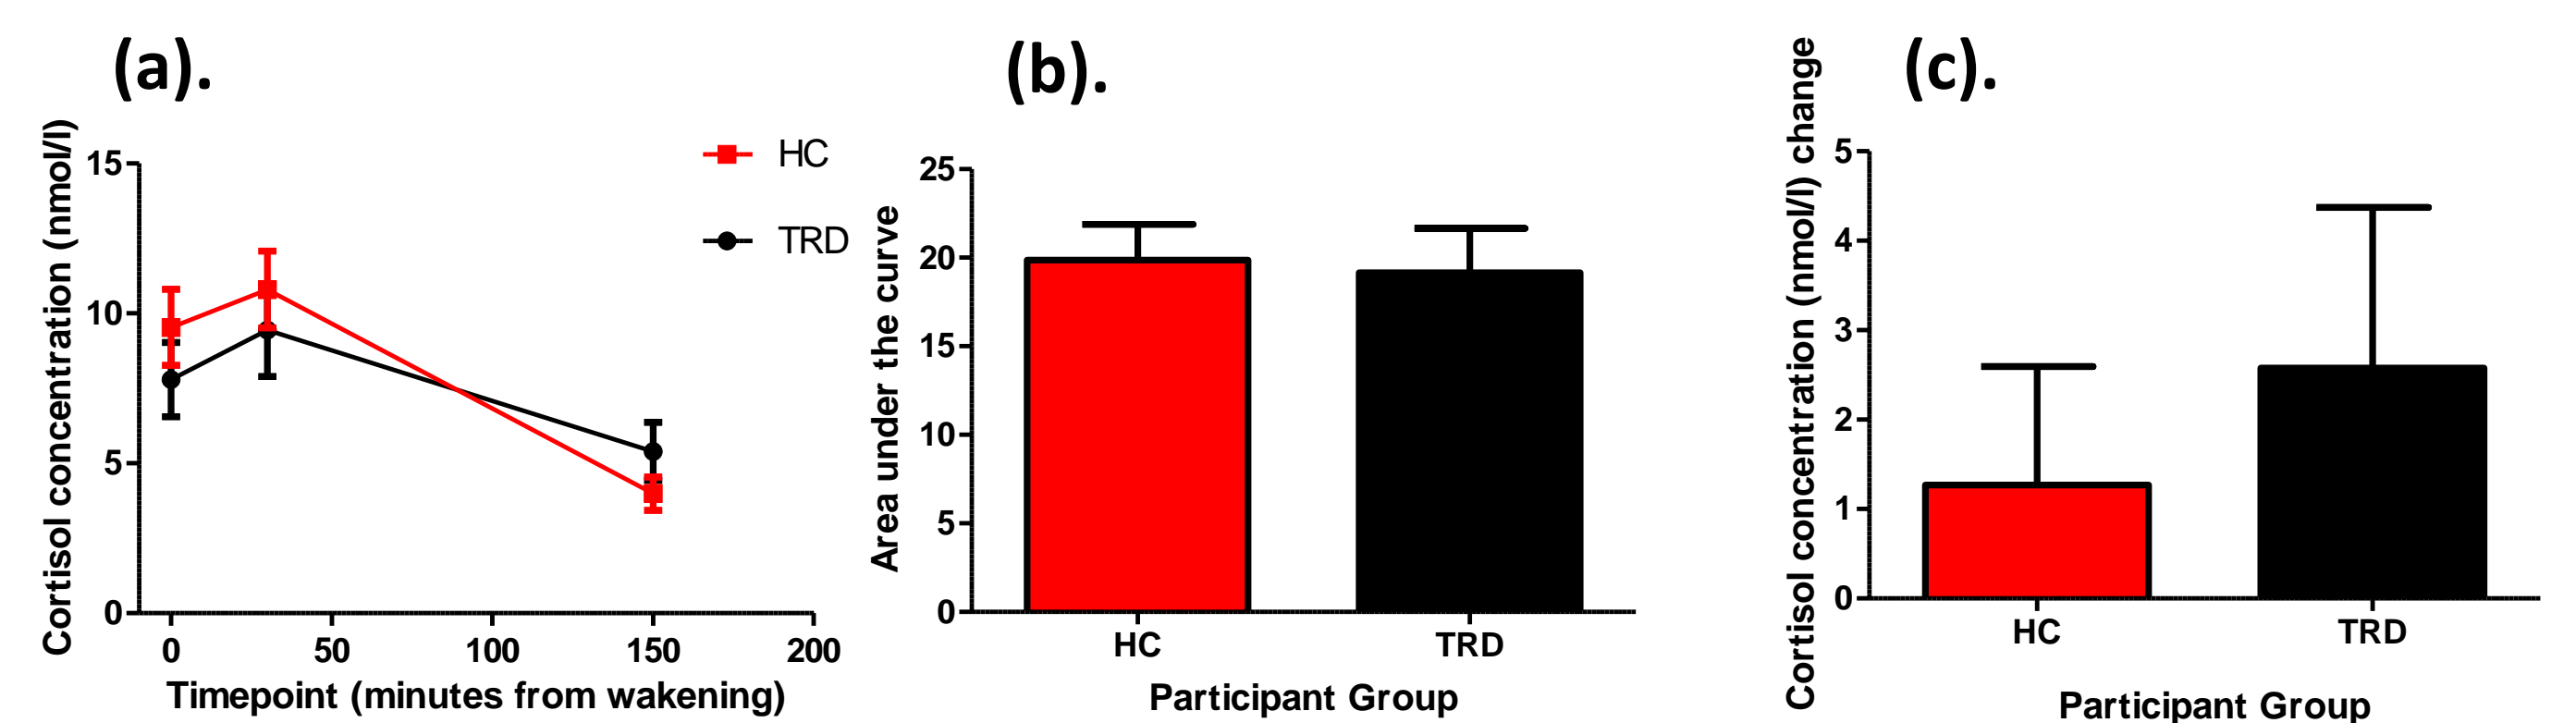 (a).
Cortisol concentration (nmol/l)
15
10
5
0
0 50 100 150 200
Timepoint (minutes from wakening)
HC
TRD
(b).
Area under the curve
25
20
15
10
5
0
HC TRD
Participant Group
(c).
Cortisol concentration (nmol/l) change
5
4
3
2
1
0
HC TRD
Participant Group